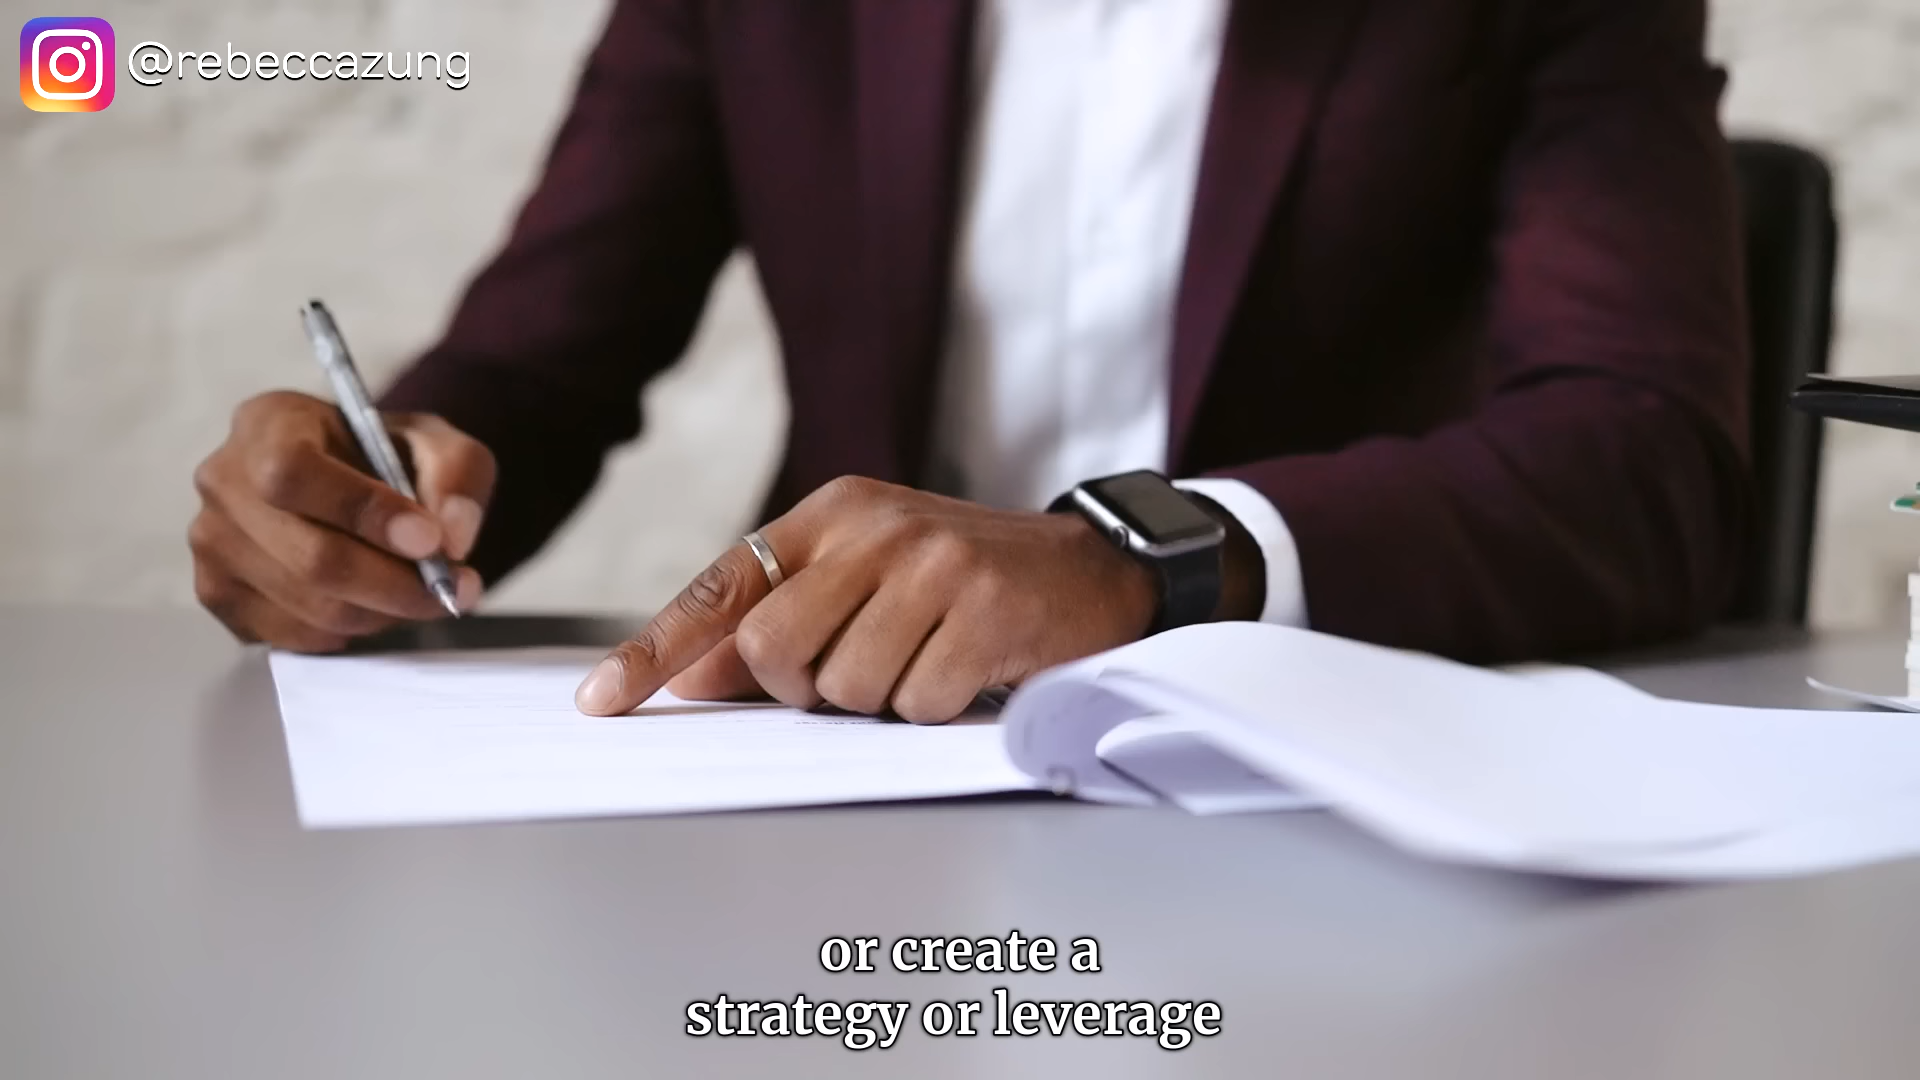 @rebeccazung
or create a
strategy or leverage